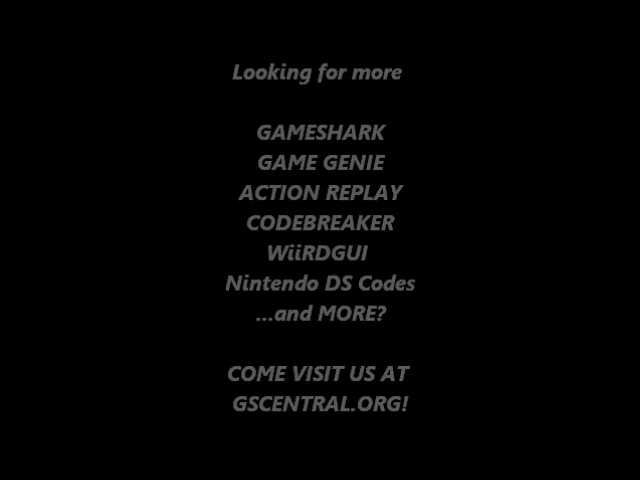 Looking for more
GAMESHARK
GAME GENIE
ACTION REPLAY
CODEBREAKER
WiiRDGUI
Nintendo DS Codes
...and MORE?
COME VISIT US AT
GSCENTRAL.ORG!